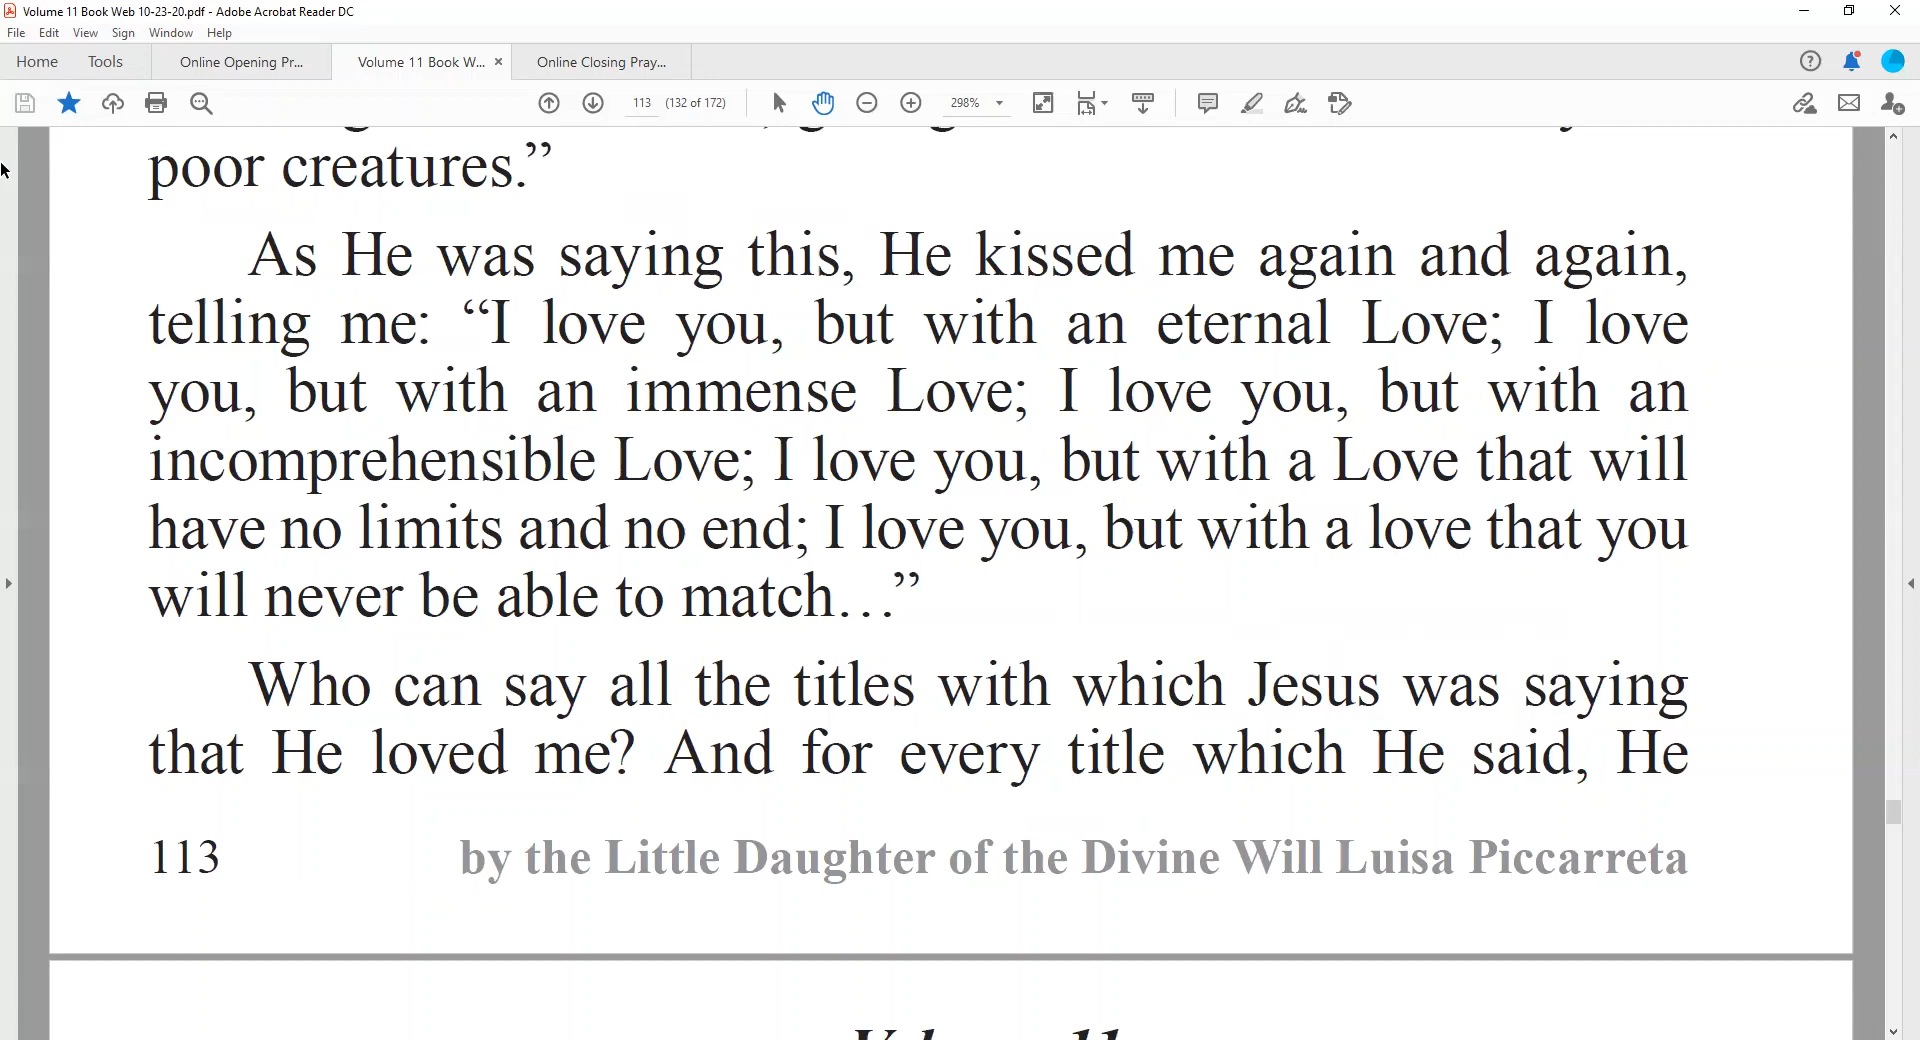 Volume 11 Book Web 10-23-20.pdf - Adobe Acrobat Reader DC
File Edit View Sign Window Help
Home Tools Online Opening Pr... Volume 11 Book W... × Online Closing Pray...
113 (132 of 172) 298%
poor creatures.”
As He was saying this, He kissed me again and again,
telling me: “I love you, but with an eternal Love; I love
you, but with an immense Love; I love you, but with an
incomprehensible Love; I love you, but with a Love that will
have no limits and no end; I love you, but with a love that you
will never be able to match…”
Who can say all the titles with which Jesus was saying
that He loved me? And for every title which He said, He
113 by the Little Daughter of the Divine Will Luisa Piccarreta